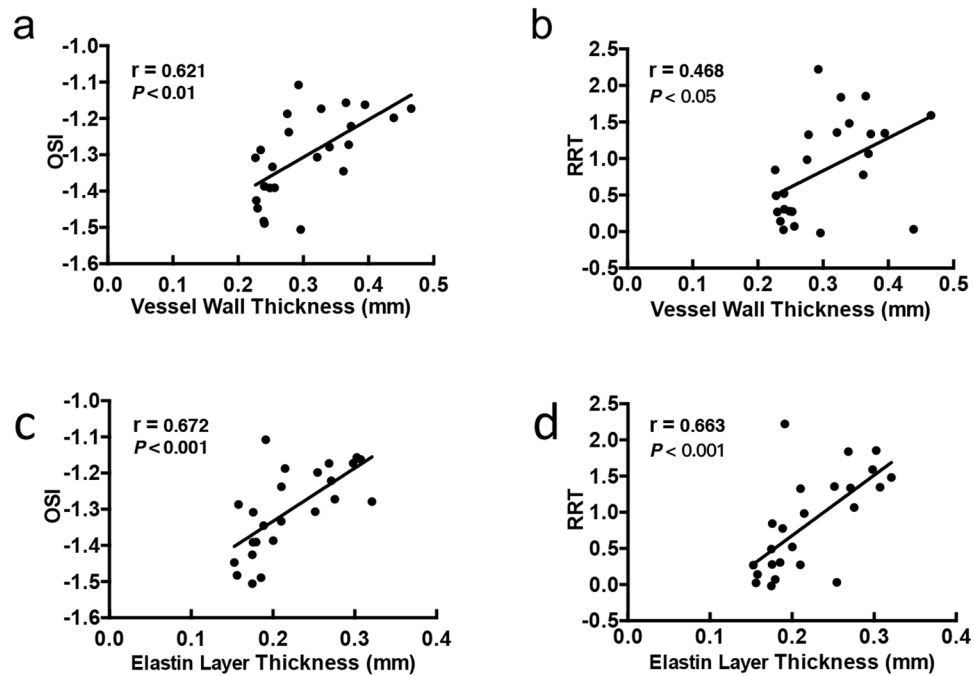 a
-1.0
r = 0.621
P < 0.01
-1.1
-1.2
-1.3
-1.4
-1.5
-1.6
OSI
0.0 0.1 0.2 0.3 0.4 0.5
Vessel Wall Thickness (mm)
b
2.5
r = 0.468
P < 0.05
2.0
1.5
1.0
0.5
0.0
-0.5
RRT
0.0 0.1 0.2 0.3 0.4 0.5
Vessel Wall Thickness (mm)
c
-1.0
r = 0.672
P < 0.001
-1.1
-1.2
-1.3
-1.4
-1.5
-1.6
OSI
0.0 0.1 0.2 0.3 0.4
Elastin Layer Thickness (mm)
d
2.5
r = 0.663
P < 0.001
2.0
1.5
1.0
0.5
0.0
-0.5
RRT
0.0 0.1 0.2 0.3 0.4
Elastin Layer Thickness (mm)